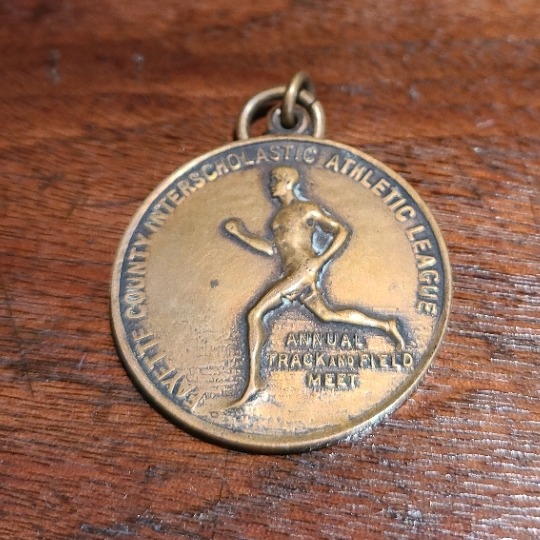 FAYETTE COUNTY INTERSCHOLASTIC ATHLETIC LEAGUE
ANNUAL
TRACK AND FIELD
MEET